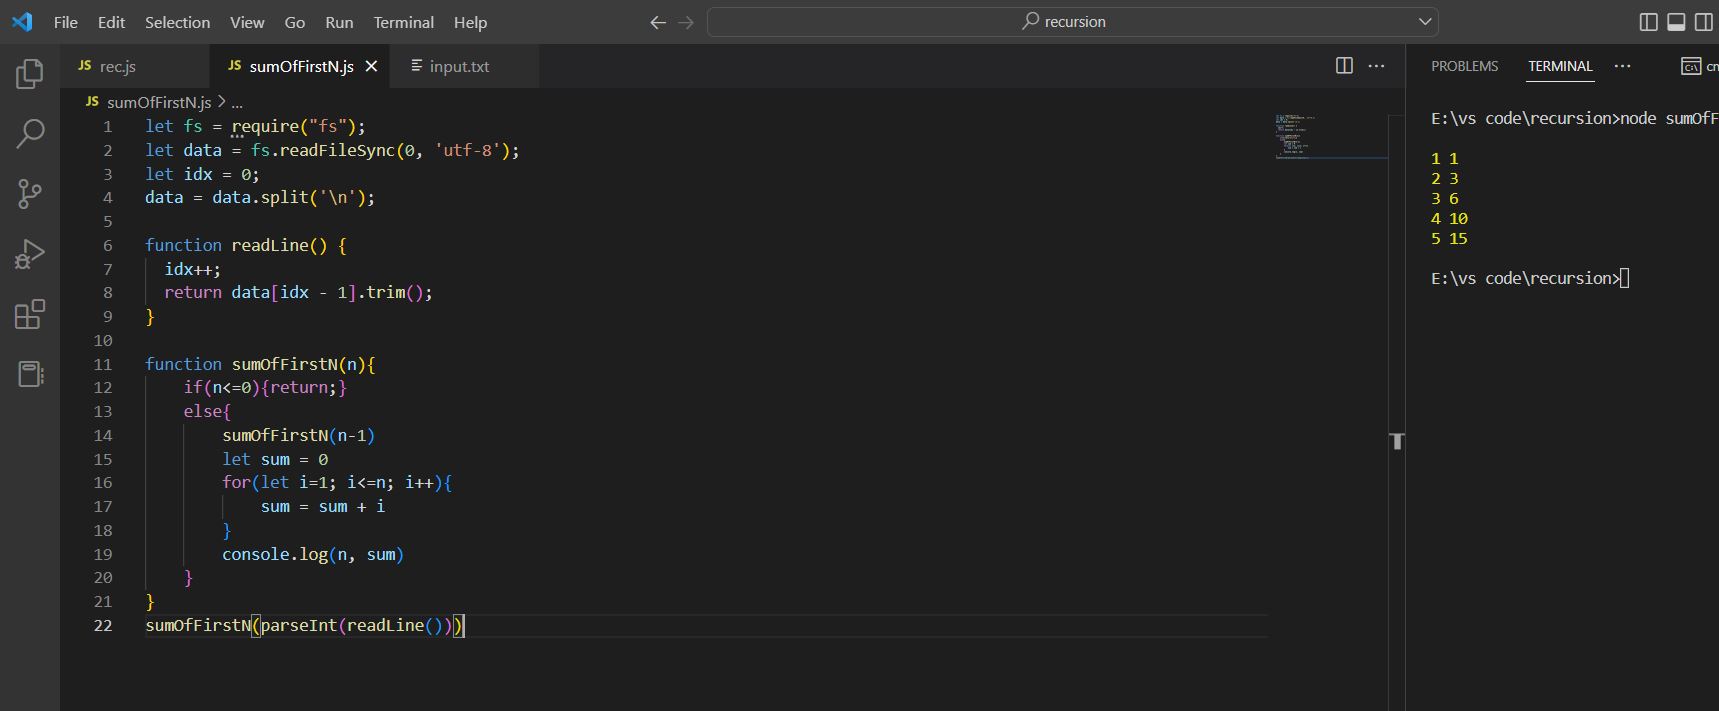 File Edit Selection View Go Run Terminal Help recursion
JS rec.js JS sumOfFirstN.js input.txt
JS sumOfFirstN.js > ...
1 let fs = require("fs");
2 let data = fs.readFileSync(0, 'utf-8');
3 let idx = 0;
4 data = data.split('\n');
5
6 function readLine() {
7 idx++;
8 return data[idx - 1].trim();
9 }
10
11 function sumOfFirstN(n){
12 if(n<=0){return;}
13 else{
14 sumOfFirstN(n-1)
15 let sum = 0
16 for(let i=1; i<=n; i++){
17 sum = sum + i
18 }
19 console.log(n, sum)
20 }
21 }
22 sumOfFirstN(parseInt(readLine()))
PROBLEMS TERMINAL ... cm
E:\vs code\recursion>node sumOfF
1 1
2 3
3 6
4 10
5 15
E:\vs code\recursion>